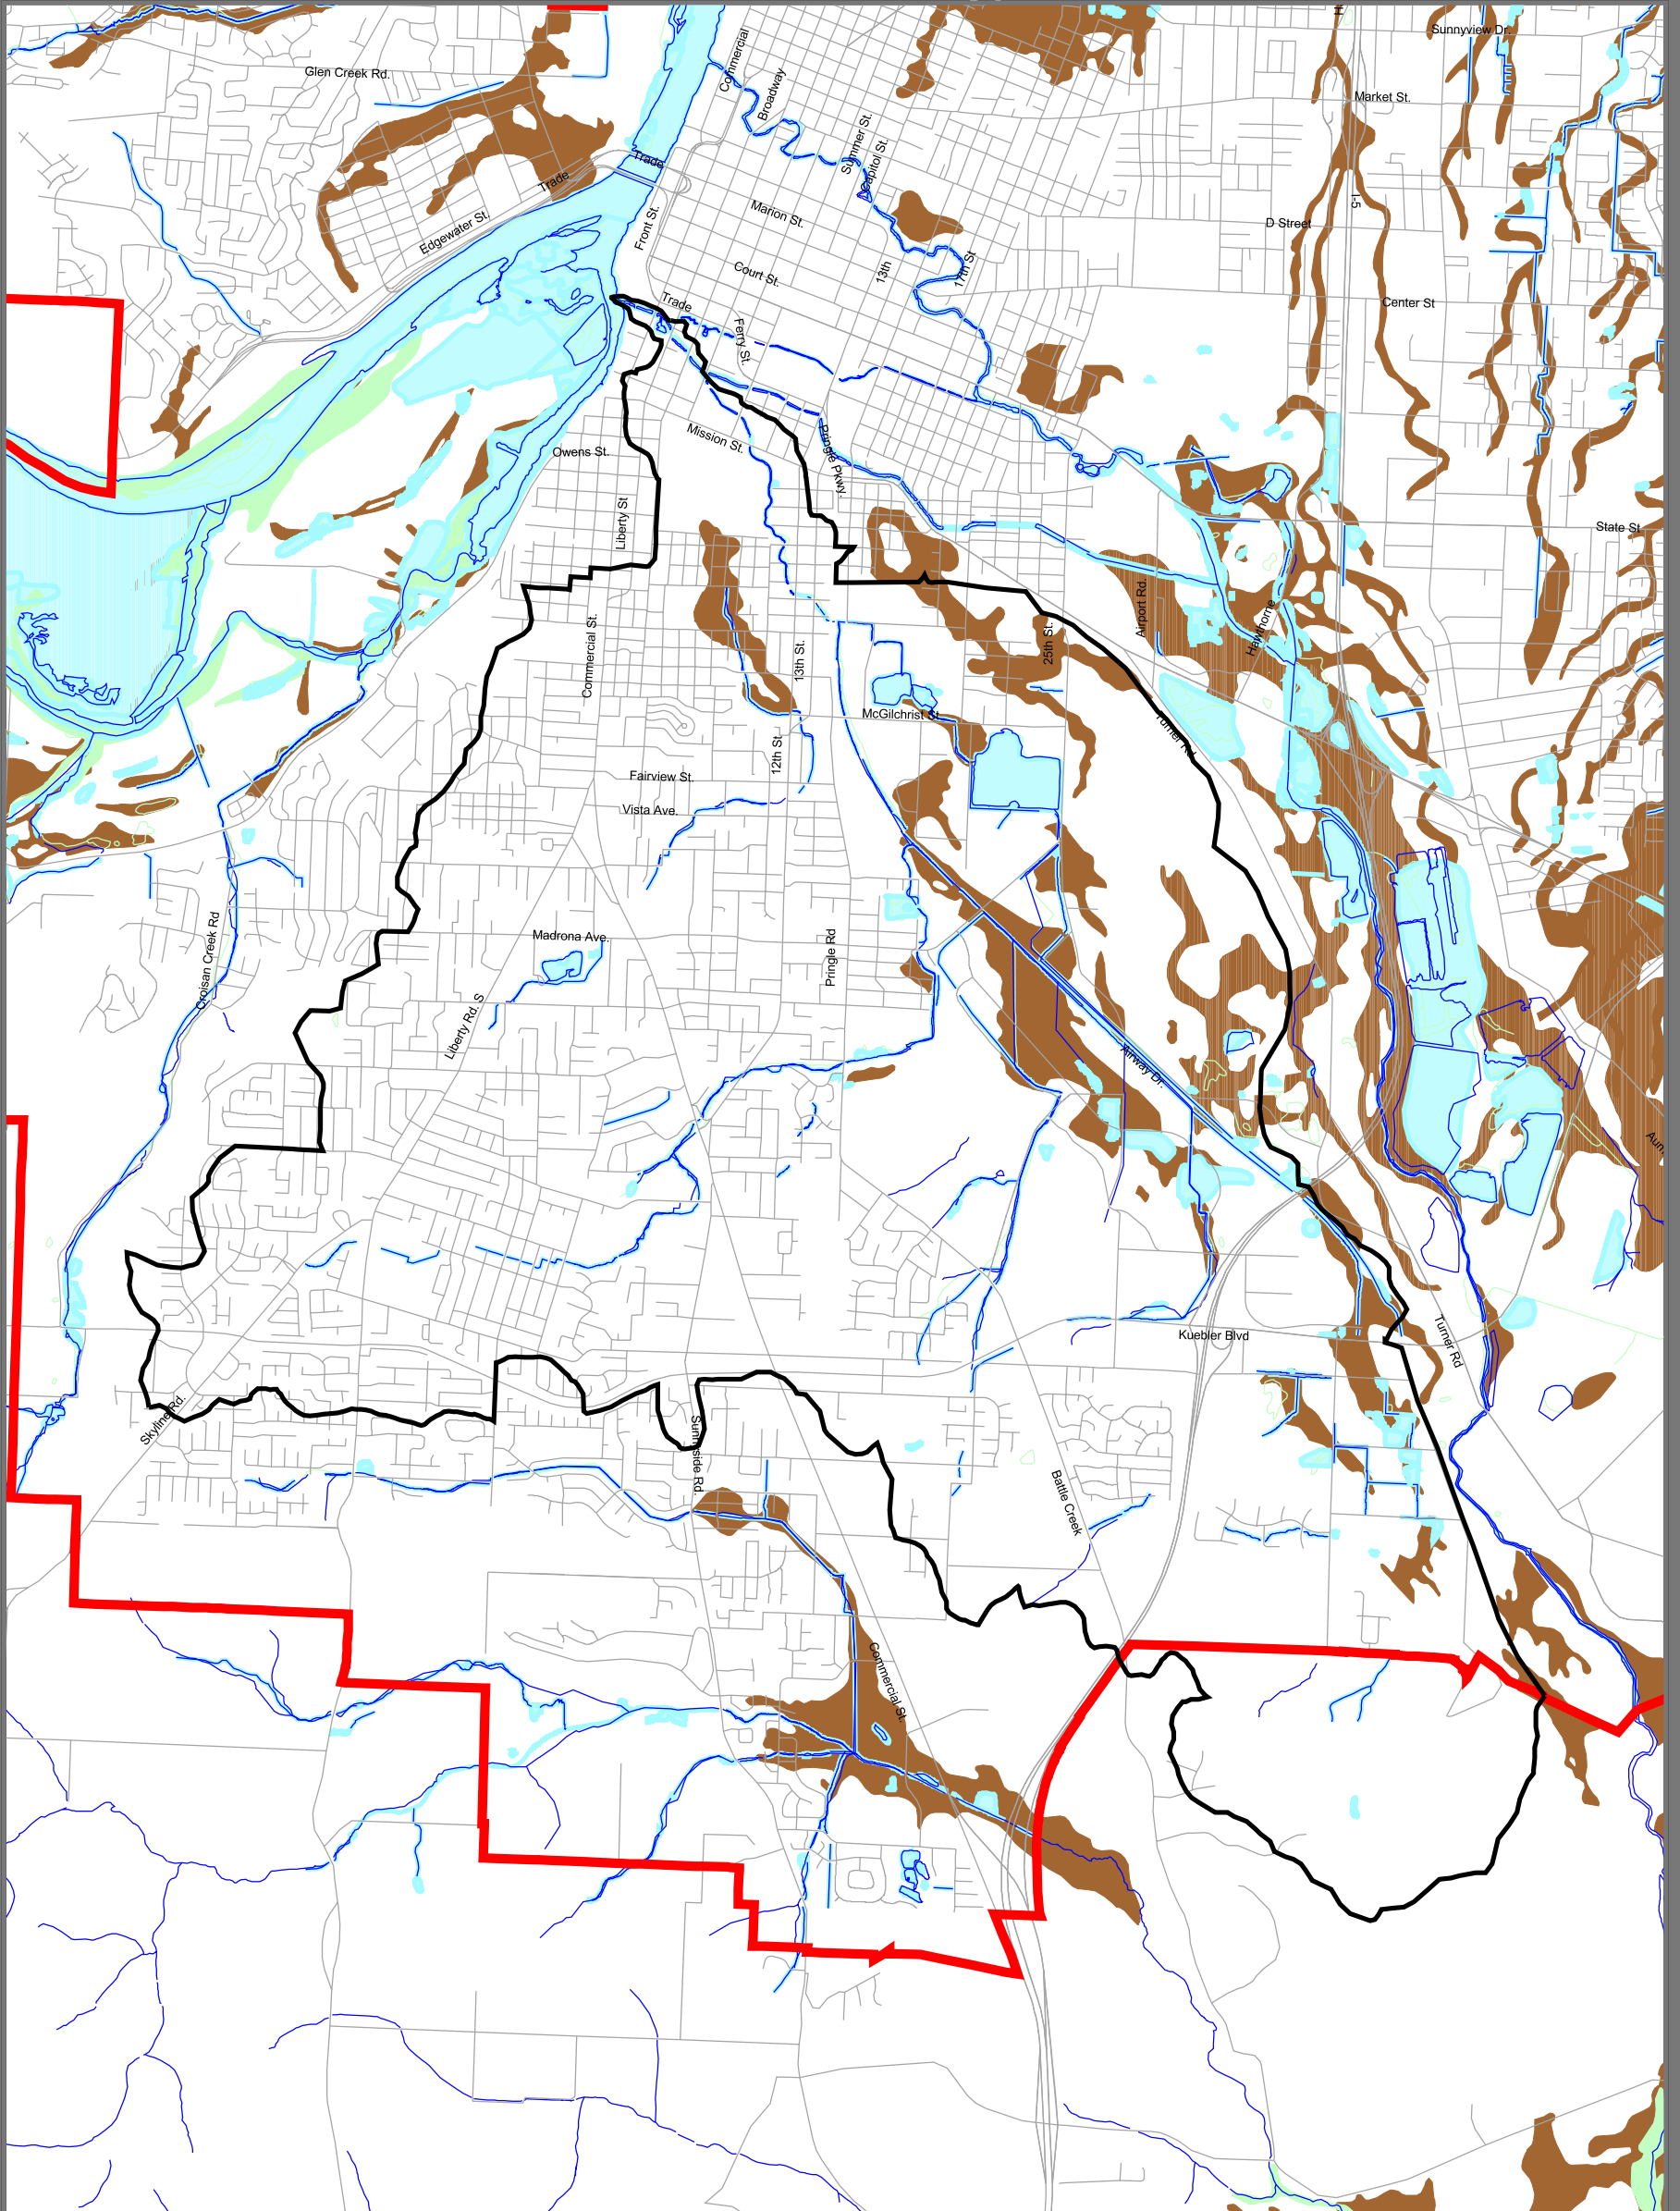 Sunnyview Dr.
Commercial
Glen Creek Rd.
Broadway
Market St.
Summer St.
Capitol St.
Trade
Trade
I-5
Marion St.
Edgewater St.
Front St.
D Street
Court St.
13th
17th St
Trade
Center St
Ferry St.
Mission St.
Owens St.
Pringle Pkwy.
Liberty St
State St
Airport Rd.
Hawthorne
25th St.
Commercial St.
13th St.
McGilchrist St.
Turner Rd.
12th St.
Fairview St.
Vista Ave.
Madrona Ave.
Croisan Creek Rd
Pringle Rd
Liberty Rd. S
Airway Dr.
Kuebler Blvd
Turner Rd
Skyline Rd.
Sunnyside Rd.
Battle Creek
Commercial St.